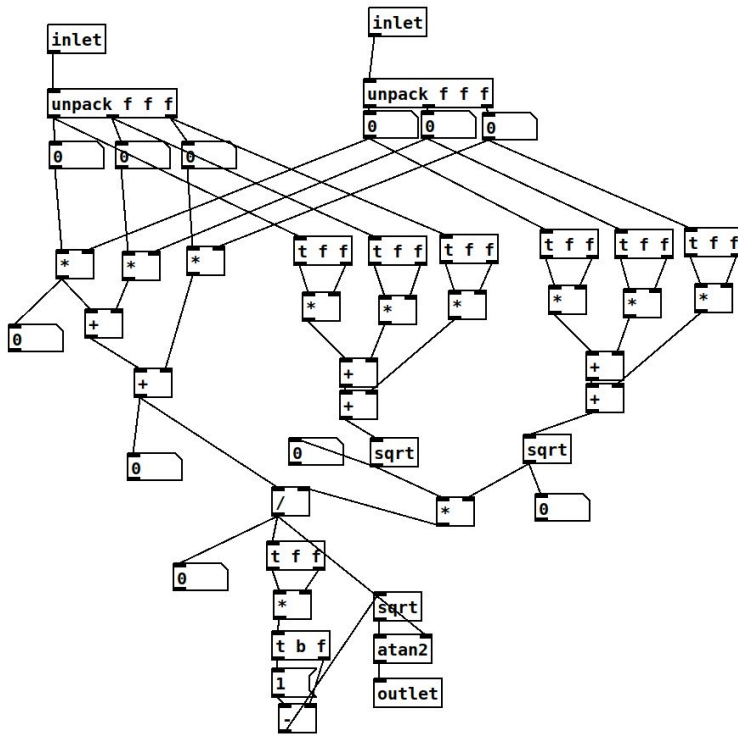 inlet
inlet
unpack f f f
unpack f f f
0
0
0
0
0
0
*
*
*
t f f
t f f
t f f
t f f
t f f
t f f
*
*
*
*
*
*
0
+
+
+
+
+
+
0
0
sqrt
sqrt
/
*
0
0
t f f
*
sqrt
t b f
atan2
1
outlet
-